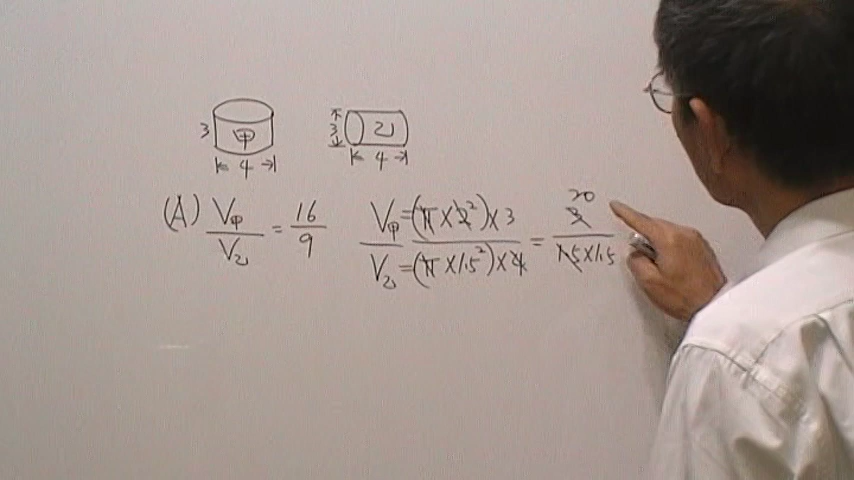 3 甲 4
3 乙 4
(A) V甲/V乙 = 16/9
V甲 = (π×2²)×3
V乙 = (π×1.5²)×4
= 20 3/1.5×1.5